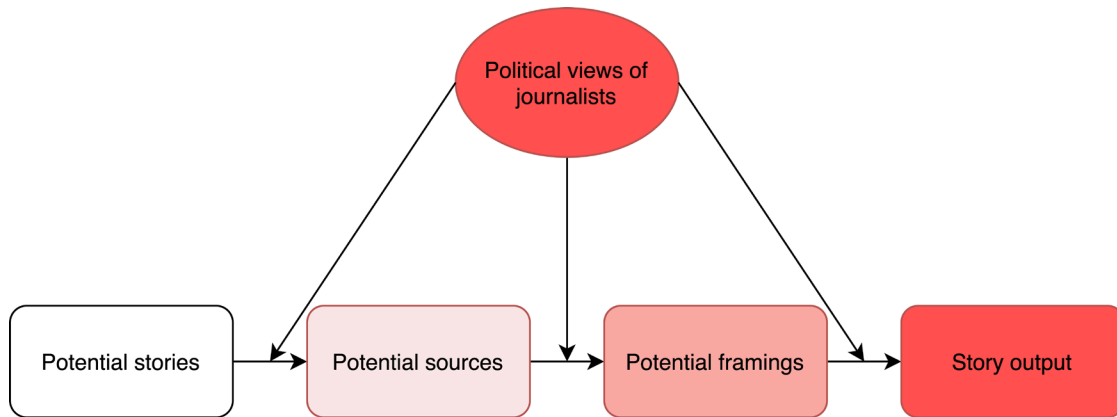 Political views of
journalists
Potential stories
Potential sources
Potential framings
Story output